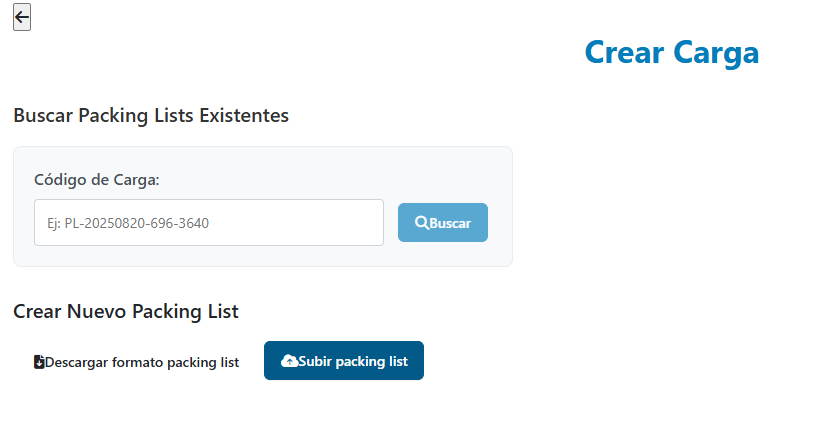 Crear Carga
Buscar Packing Lists Existentes
Código de Carga:
Ej: PL-20250820-696-3640
Buscar
Crear Nuevo Packing List
Descargar formato packing list
Subir packing list